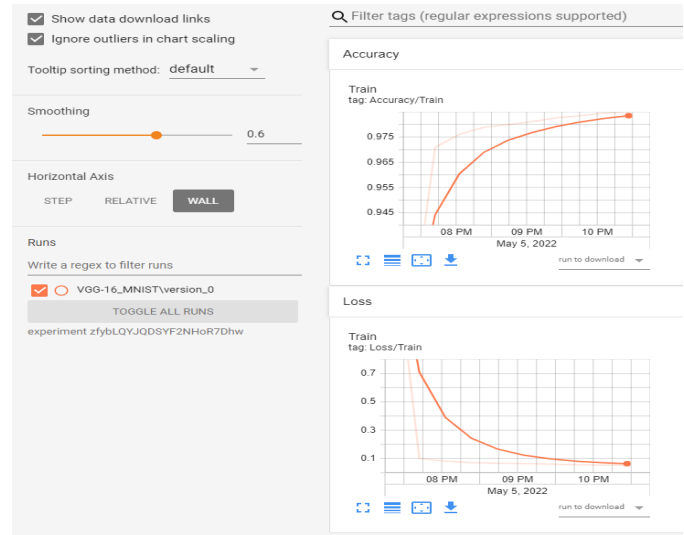 Show data download links
Ignore outliers in chart scaling
Tooltip sorting method: default
Smoothing
0.6
Horizontal Axis
STEP RELATIVE WALL
Runs
Write a regex to filter runs
VGG-16_MNIST\version_0
TOGGLE ALL RUNS
experiment zfybLQYJQDSYF2NHoR7Dhw
Filter tags (regular expressions supported)
Accuracy
Train
tag: Accuracy/Train
0.975
0.965
0.955
0.945
08 PM 09 PM 10 PM
May 5, 2022
run to download
Loss
Train
tag: Loss/Train
0.7
0.5
0.3
0.1
08 PM 09 PM 10 PM
May 5, 2022
run to download